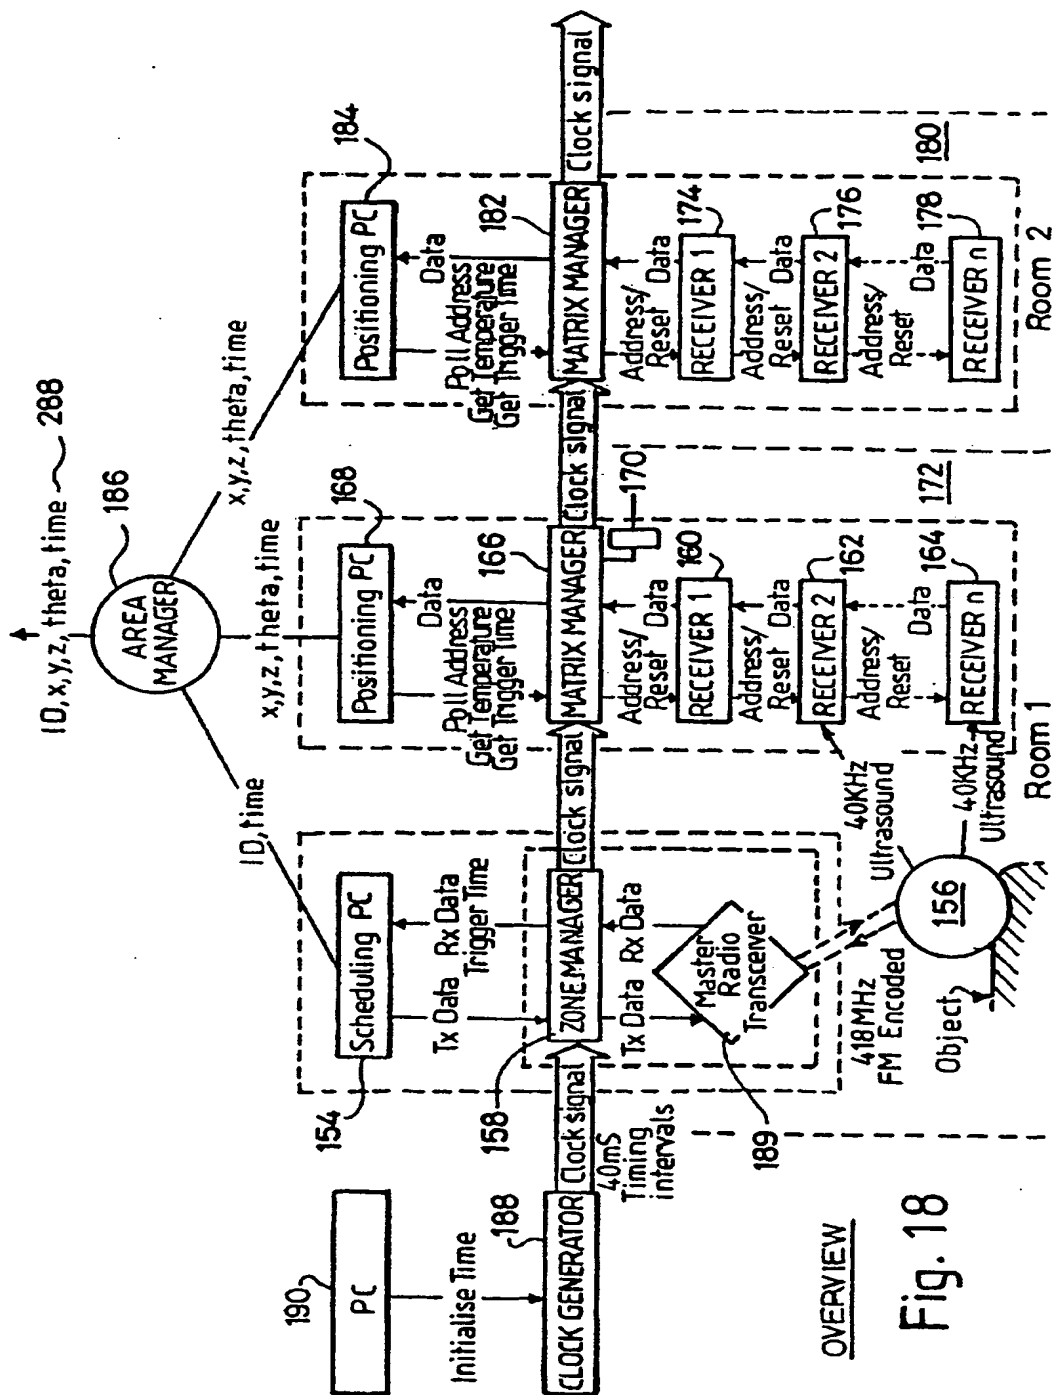 ID,x,y,z,theta,time
288
186
AREA
MANAGER
ID,time
x,y,z,theta,time
x,y,z,theta,time
190
PC
154
Scheduling PC
168
Positioning PC
184
Positioning PC
Initialise Time
Tx Data
Rx Data
Trigger Time
Poll Address
Get Temperature
Get Trigger Time
Data
Poll Address
Get Temperature
Get Trigger Time
Data
188
158
166
182
CLOCK GENERATOR
Clock signal
ZONE MANAGER
Clock signal
MATRIX MANAGER
Clock signal
MATRIX MANAGER
Clock signal
40mS
Timing
intervals
170
Tx Data
Rx Data
Master
Radio
Transceiver
189
Address/
Reset
Data
160
RECEIVER 1
Address/
Reset
Data
162
RECEIVER 2
Address/
Reset
Data
164
RECEIVER n
172
Address/
Reset
Data
174
RECEIVER 1
Address/
Reset
Data
176
RECEIVER 2
Address/
Reset
Data
178
RECEIVER n
180
418MHz
FM Encoded
40KHz
Ultrasound
40KHz
Ultrasound
156
Object
Room 1
Room 2
OVERVIEW
Fig. 18